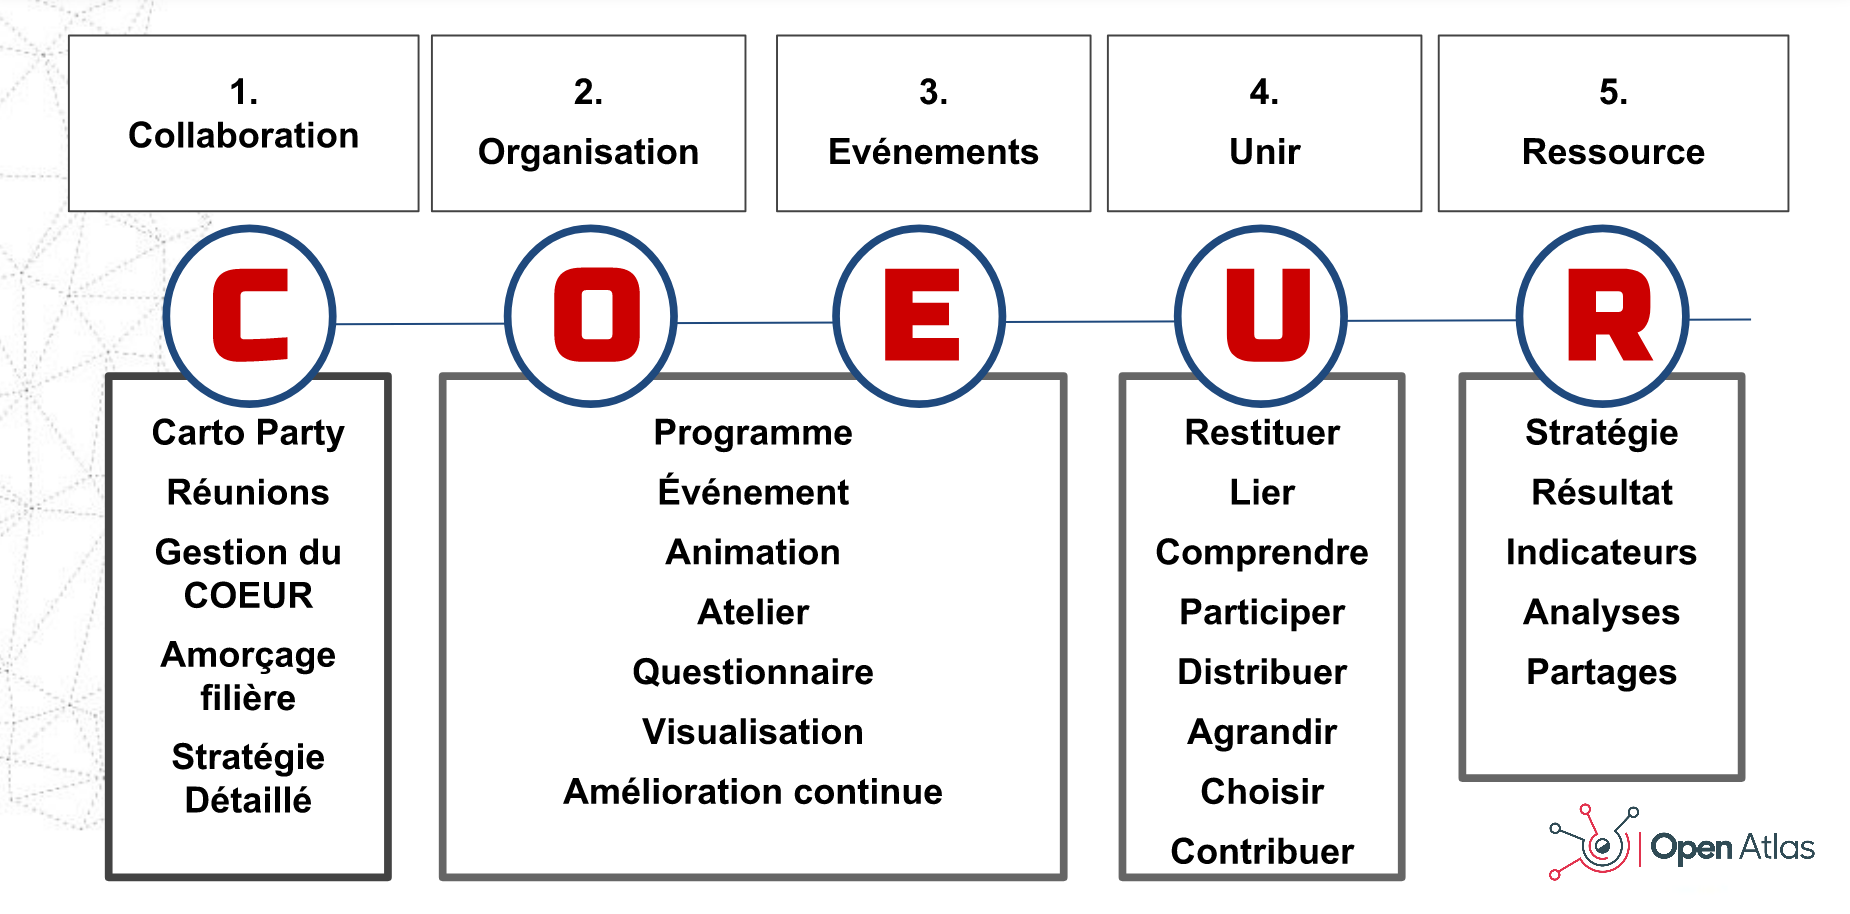 1.
Collaboration
2.
Organisation
3.
Evénements
4.
Unir
5.
Ressource
C
O
E
U
R
Carto Party
Réunions
Gestion du
COEUR
Amorçage
filière
Stratégie
Détaillé
Programme
Événement
Animation
Atelier
Questionnaire
Visualisation
Amélioration continue
Restituer
Lier
Comprendre
Participer
Distribuer
Agrandir
Choisir
Contribuer
Stratégie
Résultat
Indicateurs
Analyses
Partages
Open Atlas